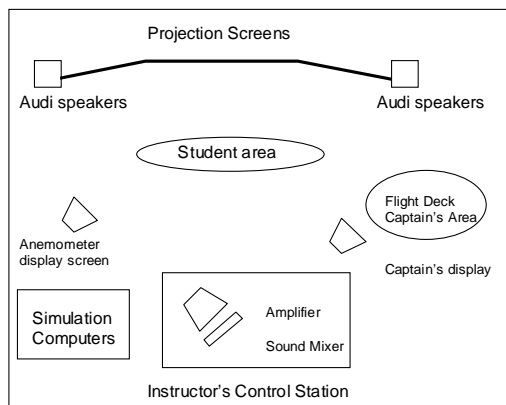 Projection Screens
Audi speakers
Audi speakers
Student area
Flight Deck
Captain's Area
Anemometer
display screen
Captain's display
Simulation
Computers
Amplifier
Sound Mixer
Instructor's Control Station